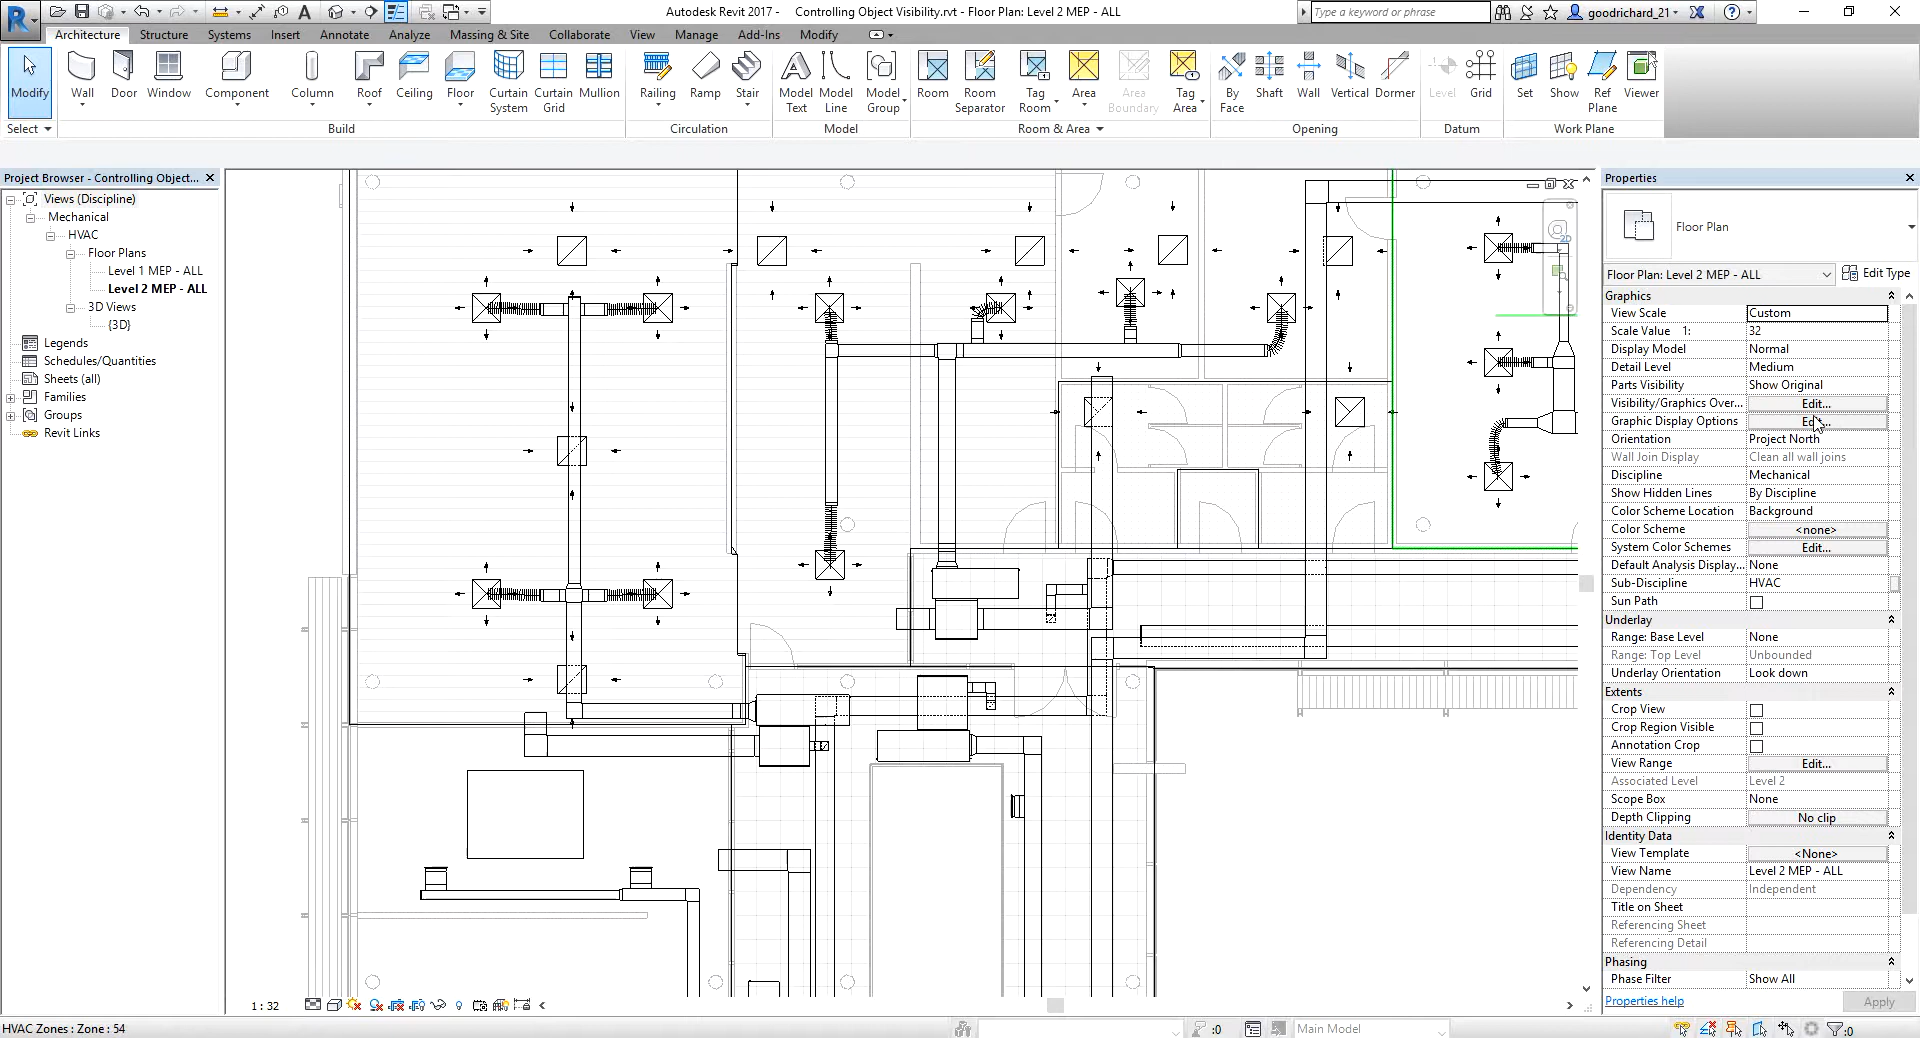 Autodesk Revit 2017 - Controlling Object Visibility.rvt - Floor Plan: Level 2 MEP - ALL
Type a keyword or phrase
goodrichard_21
Architecture Structure Systems Insert Annotate Analyze Massing & Site Collaborate View Manage Add-Ins Modify
Modify
Wall
Door
Window
Component
Column
Roof
Ceiling
Floor
Curtain System
Curtain Grid
Mullion
Railing
Ramp
Stair
Model Text
Model Line
Model Group
Room
Room Separator
Tag Room
Area
Area Boundary
Tag Area
By Face
Shaft
Wall
Vertical
Dormer
Level
Grid
Set
Show
Ref Plane
Viewer
Select Build Circulation Model Room & Area Opening Datum Work Plane
Project Browser - Controlling Object...
Views (Discipline)
Mechanical
HVAC
Floor Plans
Level 1 MEP - ALL
Level 2 MEP - ALL
3D Views
{3D}
Legends
Schedules/Quantities
Sheets (all)
Families
Groups
Revit Links
2D
Properties
Floor Plan
Floor Plan: Level 2 MEP - ALL Edit Type
Graphics
View Scale Custom
Scale Value 1: 32
Display Model Normal
Detail Level Medium
Parts Visibility Show Original
Visibility/Graphics Over... Edit...
Graphic Display Options
Orientation Project North
Wall Join Display Clean all wall joins
Discipline Mechanical
Show Hidden Lines By Discipline
Color Scheme Location Background
Color Scheme <none>
System Color Schemes Edit...
Default Analysis Display... None
Sub-Discipline HVAC
Sun Path
Underlay
Range: Base Level None
Range: Top Level Unbounded
Underlay Orientation Look down
Extents
Crop View
Crop Region Visible
Annotation Crop
View Range Edit...
Associated Level Level 2
Scope Box None
Depth Clipping No clip
Identity Data
View Template <None>
View Name Level 2 MEP - ALL
Dependency Independent
Title on Sheet
Referencing Sheet
Referencing Detail
Phasing
Phase Filter Show All
Properties help Apply
1 : 32
HVAC Zones : Zone : 54
:0
Main Model
:0